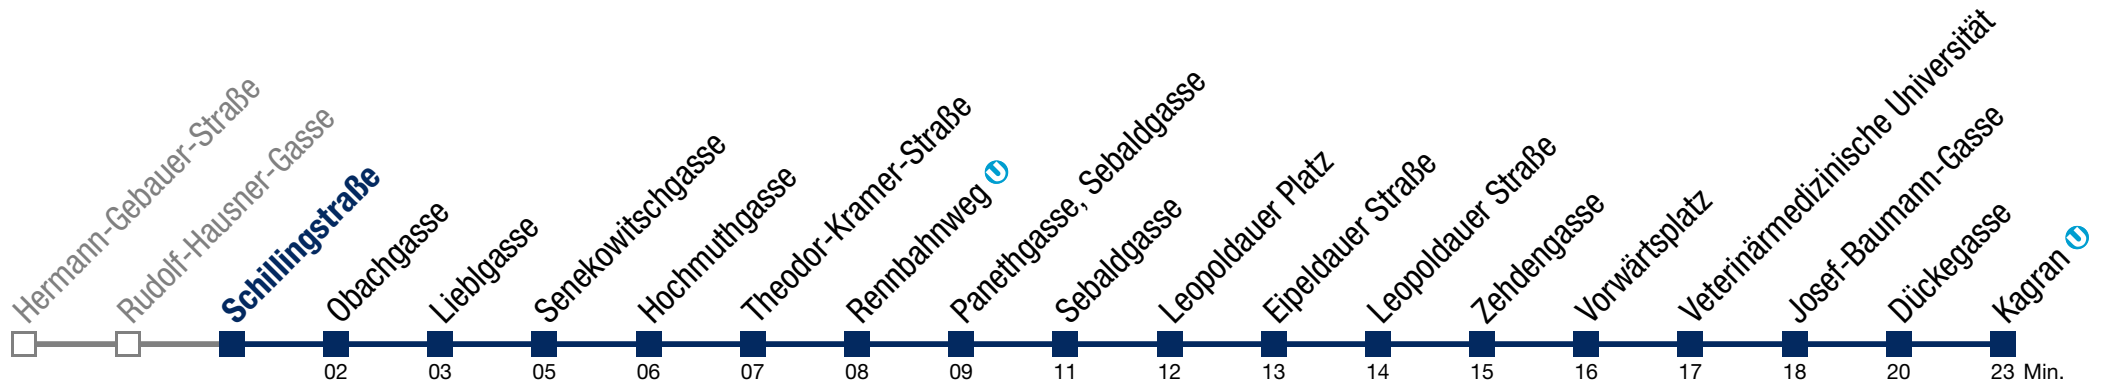 Hermann-Gebauer-Straße
Rudolf-Hausner-Gasse
Schillingstraße
Obachgasse
Lieblgasse
Senekowitschgasse
Hochmuthgasse
Theodor-Kramer-Straße
Rennbahnweg U
Panethgasse, Sebaldgasse
Sebaldgasse
Leopoldauer Platz
Eipeldauer Straße
Leopoldauer Straße
Zehdengasse
Vorwärtsplatz
Veterinärmedizinische Universität
Josef-Baumann-Gasse
Dückegasse
Kagran U
02 03 05 06 07 08 09 11 12 13 14 15 16 17 18 20 23 Min.